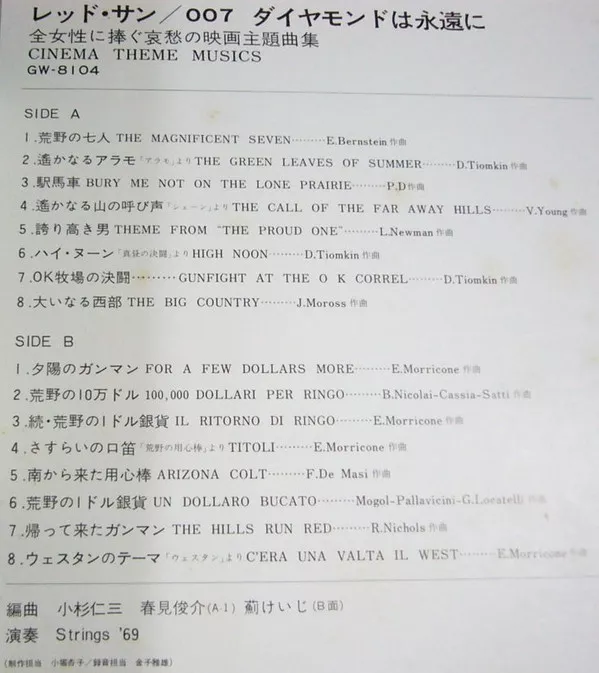 レッド・サン／007 ダイヤモンドは永遠に
全女性に捧ぐ哀愁の映画主題曲集
CINEMA THEME MUSICS
GW-8104
SIDE A
1.荒野の七人 THE MAGNIFICENT SEVEN………E.Bernstein 作曲
2.遙かなるアラモ「アラモ」より THE GREEN LEAVES OF SUMMER………D.Tiomkin 作曲
3.駅馬車 BURY ME NOT ON THE LONE PRAIRIE………P.D 作曲
4.遙かなる山の呼び声「シェーン」より THE CALL OF THE FAR AWAY HILLS………V.Young 作曲
5.誇り高き男 THEME FROM "THE PROUD ONE"………L.Newman 作曲
6.ハイ・ヌーン「真昼の決闘」より HIGH NOON………D.Tiomkin 作曲
7.OK牧場の決闘………GUNFIGHT AT THE O K CORREL………D.Tiomkin 作曲
8.大いなる西部 THE BIG COUNTRY………J.Moross 作曲
SIDE B
1.夕陽のガンマン FOR A FEW DOLLARS MORE………E.Morricone 作曲
2.荒野の10万ドル 100,000 DOLLARI PER RINGO………B.Nicolai-Cassia-Satti 作曲
3.続・荒野の1ドル銀貨 IL RITORNO DI RINGO………E.Morricone 作曲
4.さすらいの口笛「荒野の用心棒」より TITOLI………E.Morricone 作曲
5.南から来た用心棒 ARIZONA COLT………F.De Masi 作曲
6.荒野の1ドル銀貨 UN DOLLARO BUCATO………Mogol-Pallavicini-G.Locatelli 作曲
7.帰って来たガンマン THE HILLS RUN RED………R.Nichols 作曲
8.ウェスタンのテーマ「ウェスタン」より C'ERA UNA VALTA IL WEST………E.Morricone 作曲
編曲 小杉仁三 春見俊介(A-1) 薊けいじ(B面)
演奏 Strings '69
(制作担当 小堀杏子／録音担当 金子雅雄)